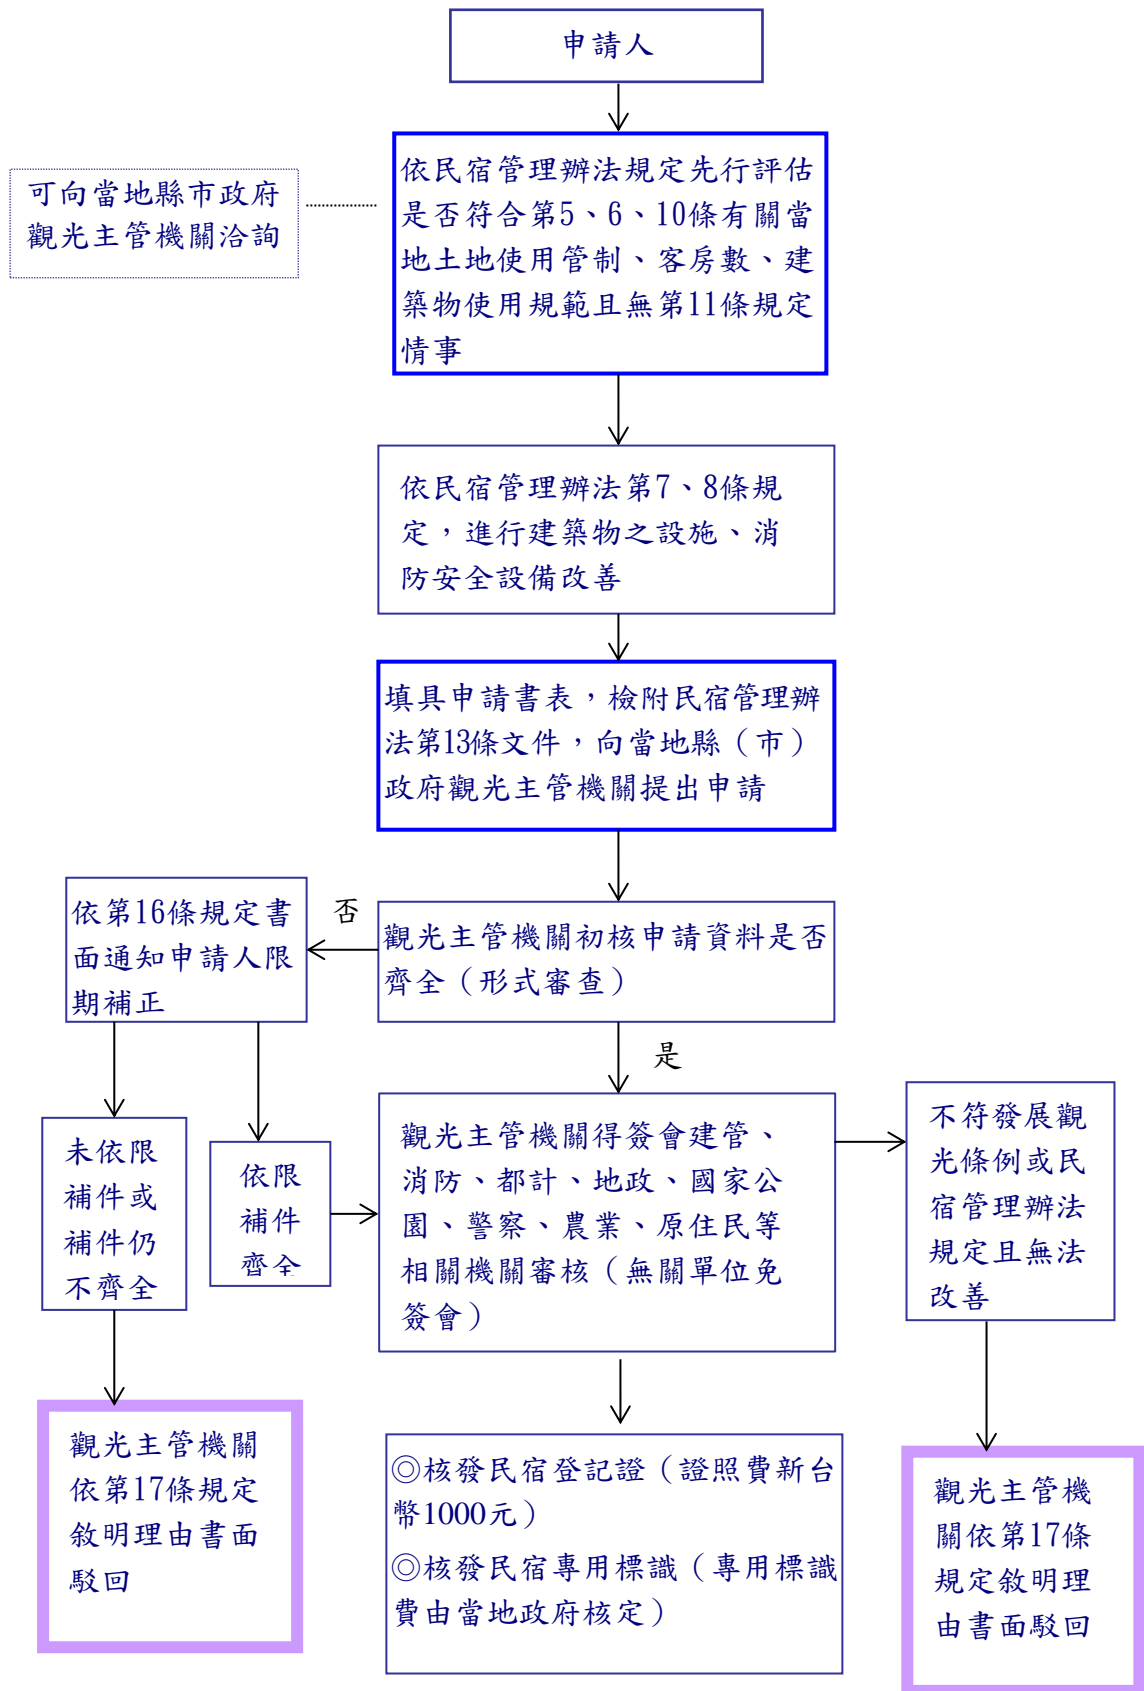 申請人
可向當地縣市政府
觀光主管機關洽詢
依民宿管理辦法規定先行評估
是否符合第5、6、10條有關當
地土地使用管制、客房數、建
築物使用規範且無第11條規定
情事
依民宿管理辦法第7、8條規
定，進行建築物之設施、消
防安全設備改善
填具申請書表，檢附民宿管理辦
法第13條文件，向當地縣（市）
政府觀光主管機關提出申請
依第16條規定書
面通知申請人限
期補正
否
觀光主管機關初核申請資料是否
齊全（形式審查）
是
未依限
補件或
補件仍
不齊全
依限
補件
齊全
觀光主管機關得簽會建管、
消防、都計、地政、國家公
園、警察、農業、原住民等
相關機關審核（無關單位免
簽會）
不符發展觀
光條例或民
宿管理辦法
規定且無法
改善
觀光主管機關
依第17條規定
敘明理由書面
駁回
◎核發民宿登記證（證照費新台
幣1000元）
◎核發民宿專用標識（專用標識
費由當地政府核定）
觀光主管機
關依第17條
規定敘明理
由書面駁回